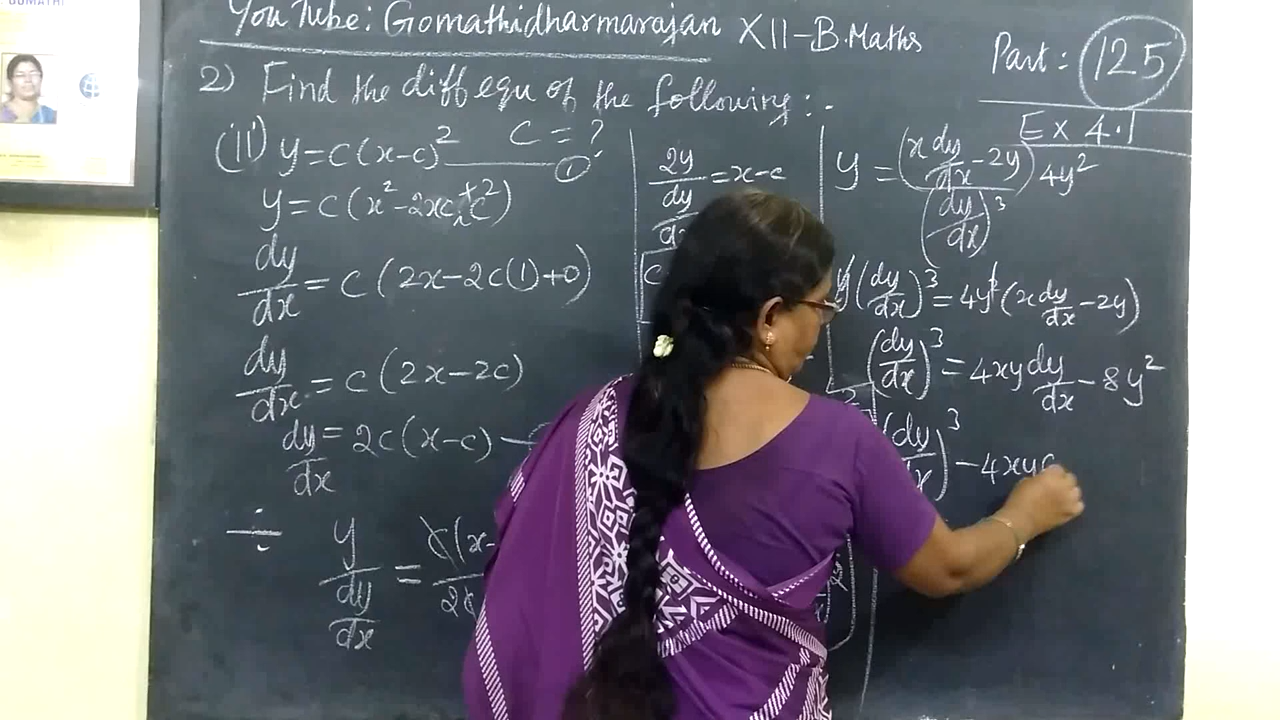 YouTube: Gomathidharmarajan XII-B.Maths
Part: 125
Ex 4.1
2) Find the diff equ of the following:-
(ii) y = c(x-c)² ——— ① c = ?
y = c(x²-2xc+c²)
dy/dx = c(2x-2c(1)+0)
dy/dx = c(2x-2c)
dy/dx = 2c(x-c) —
÷ y / dy/dx = c(x- / 2c
2y / dy/dx = x-c
c
y = (x dy/dx - 2y) 4y² / (dy/dx)³
y (dy/dx)³ = 4y² (x dy/dx - 2y)
(dy/dx)³ = 4xy dy/dx - 8y²
(dy/dx)³ - 4xy